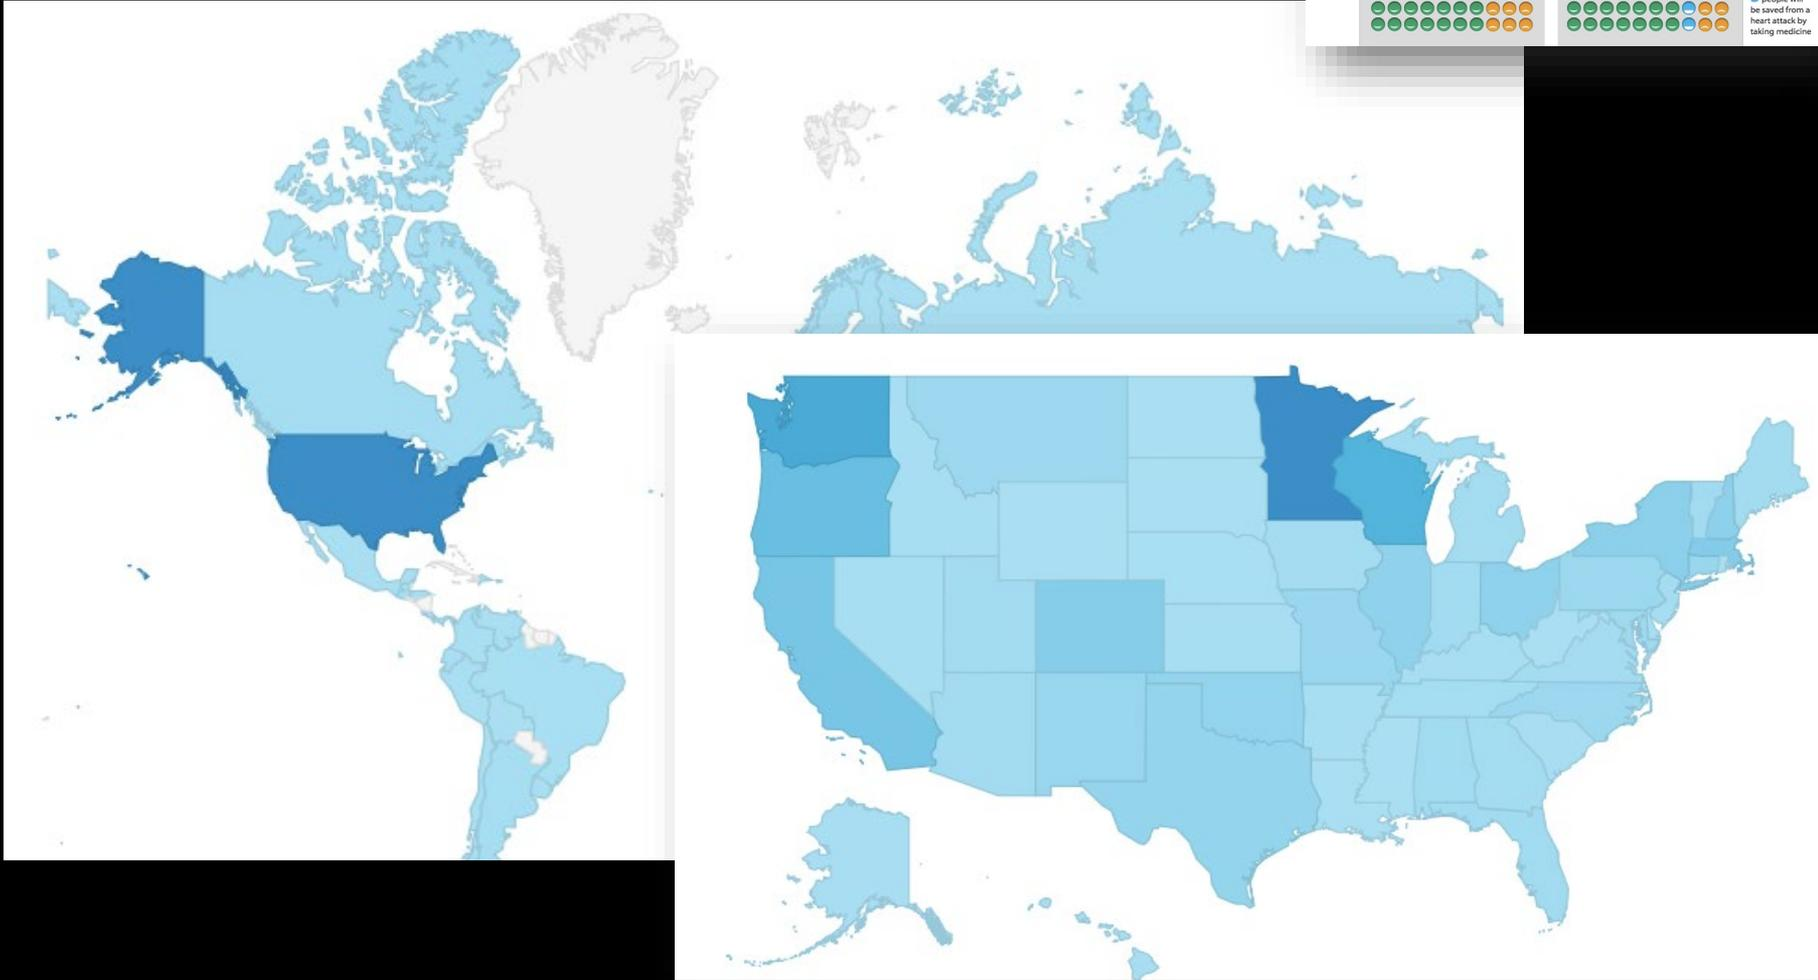 people will
be saved from a
heart attack by
taking medicine